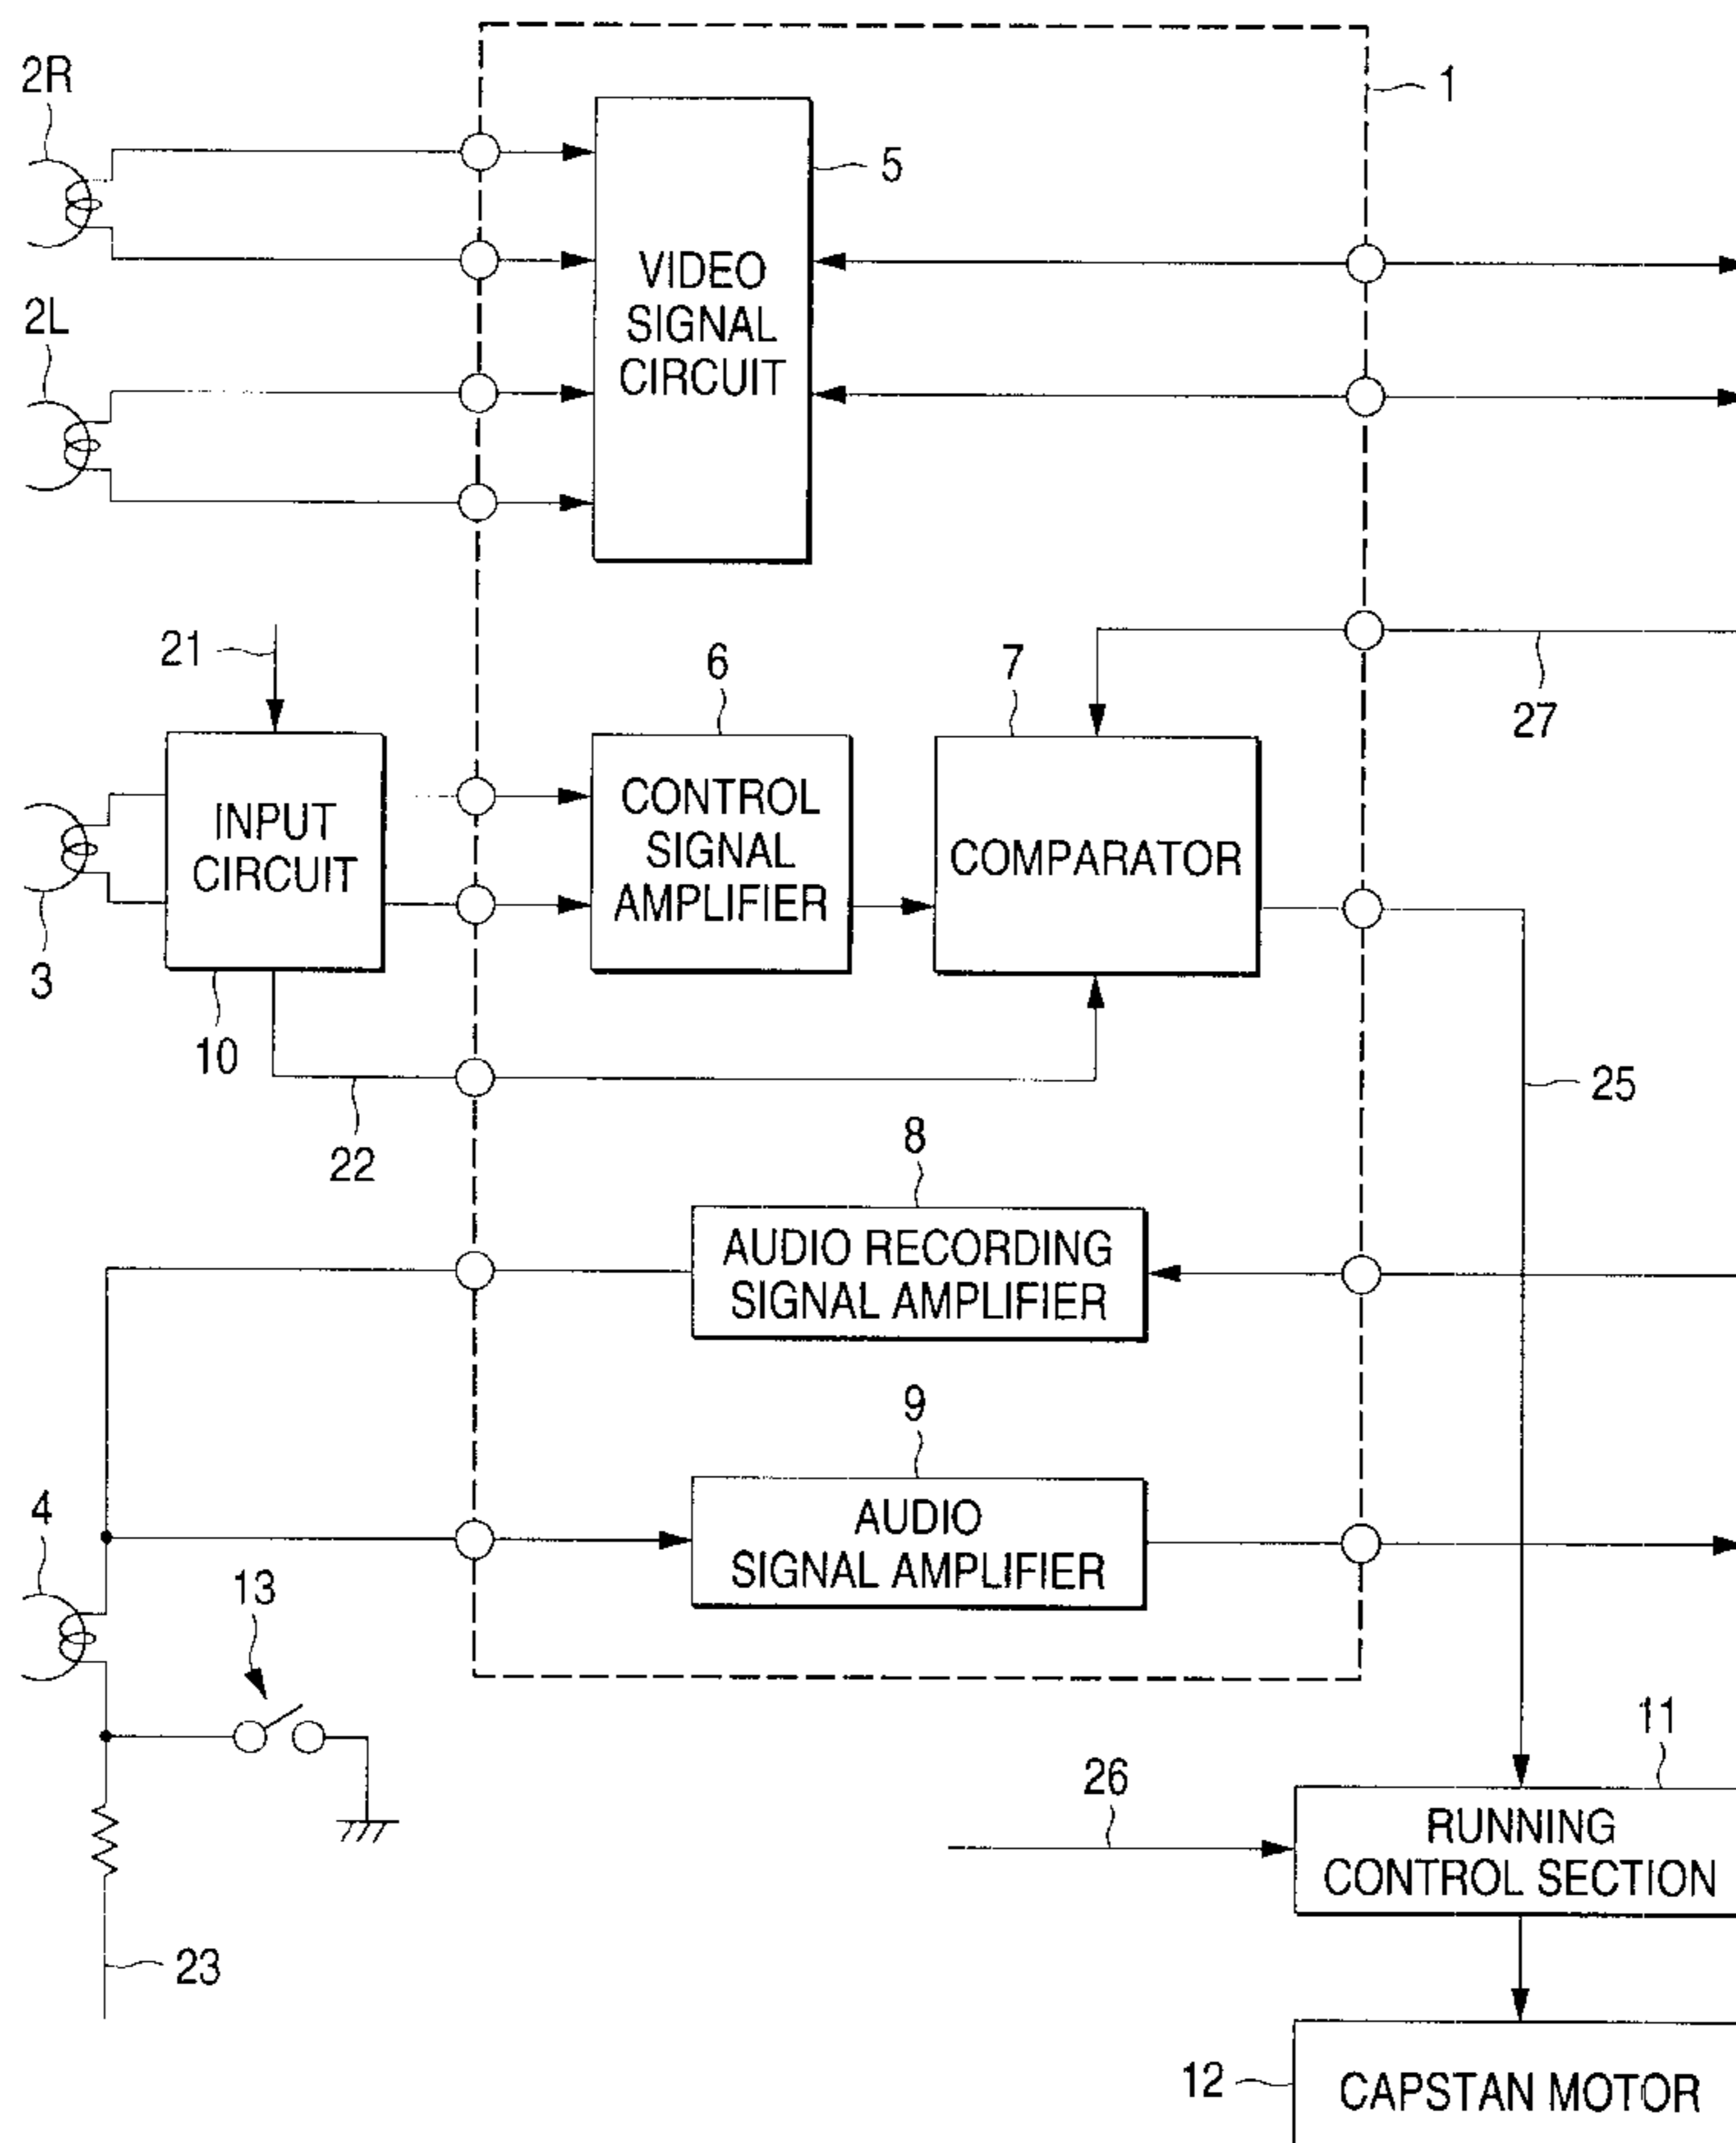 2R
1
5
VIDEO
SIGNAL
CIRCUIT
2L
21
6
7
27
INPUT
CIRCUIT
CONTROL
SIGNAL
AMPLIFIER
COMPARATOR
3
10
22
25
8
AUDIO RECORDING
SIGNAL AMPLIFIER
9
AUDIO
SIGNAL AMPLIFIER
4
13
11
26
RUNNING
CONTROL SECTION
23
12
CAPSTAN MOTOR